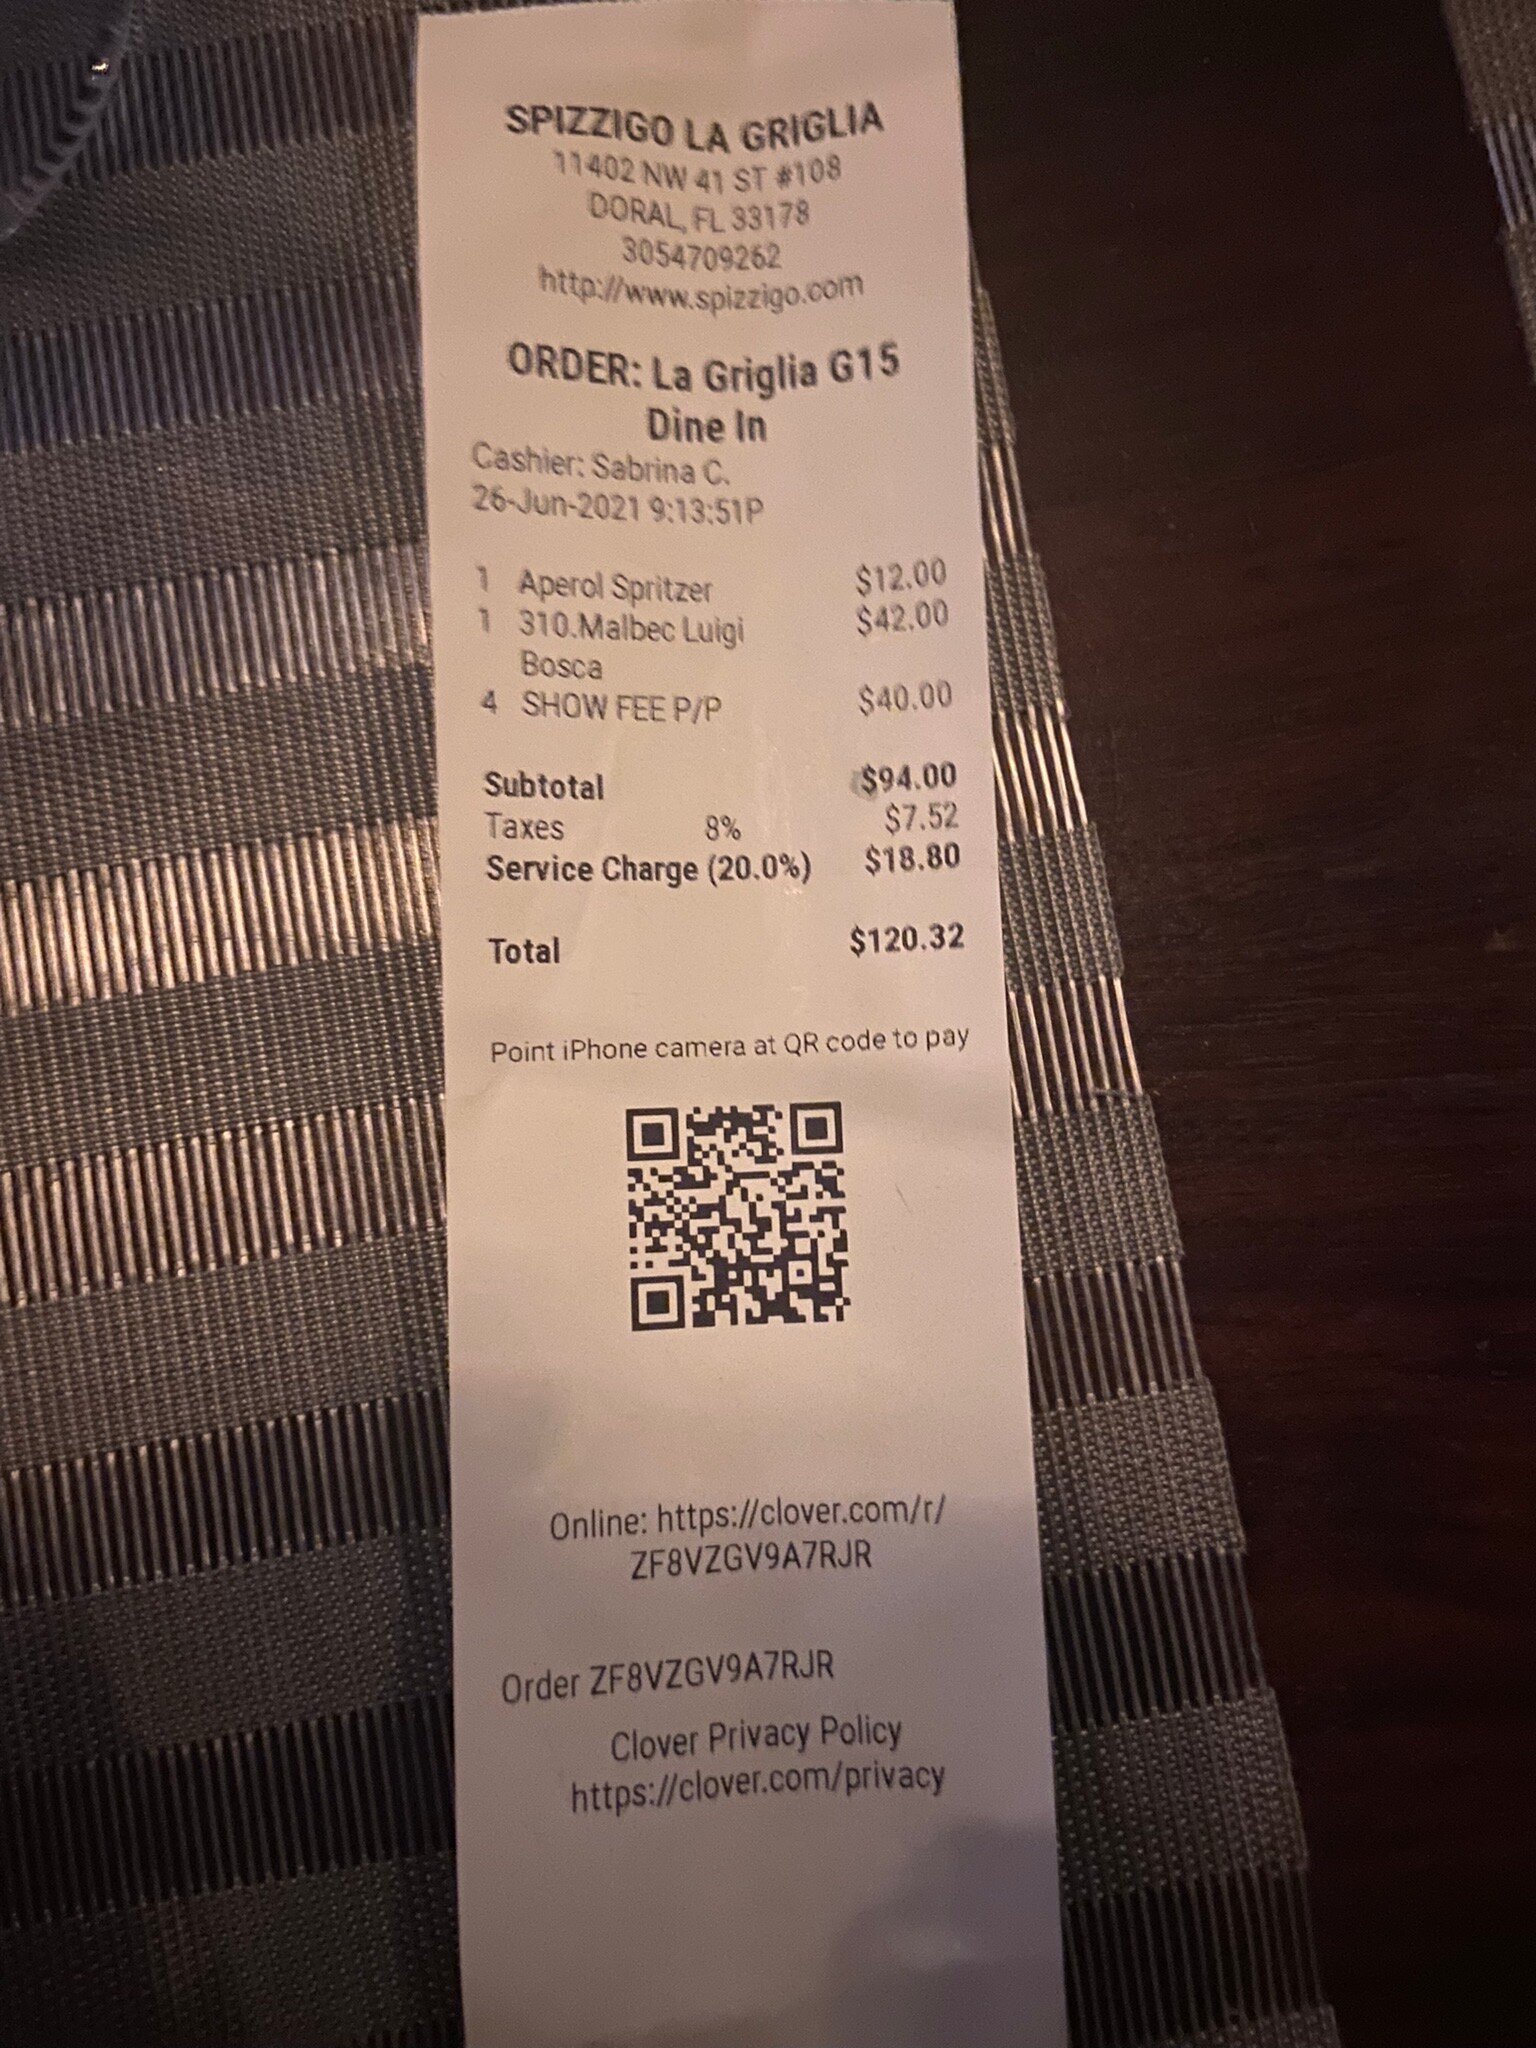 SPIZZIGO LA GRIGLIA
11402 NW 41 ST #108
DORAL, FL 33178
3054709262
http://www.spizzigo.com
ORDER: La Griglia G15
Dine In
Cashier: Sabrina C.
26-Jun-2021 9:13:51P
1 Aperol Spritzer $12.00
1 310.Malbec Luigi $42.00
Bosca
4 SHOW FEE P/P $40.00
Subtotal $94.00
Taxes 8% $7.52
Service Charge (20.0%) $18.80
Total $120.32
Point iPhone camera at QR code to pay
Online: https://clover.com/r/
ZF8VZGV9A7RJR
Order ZF8VZGV9A7RJR
Clover Privacy Policy
https://clover.com/privacy